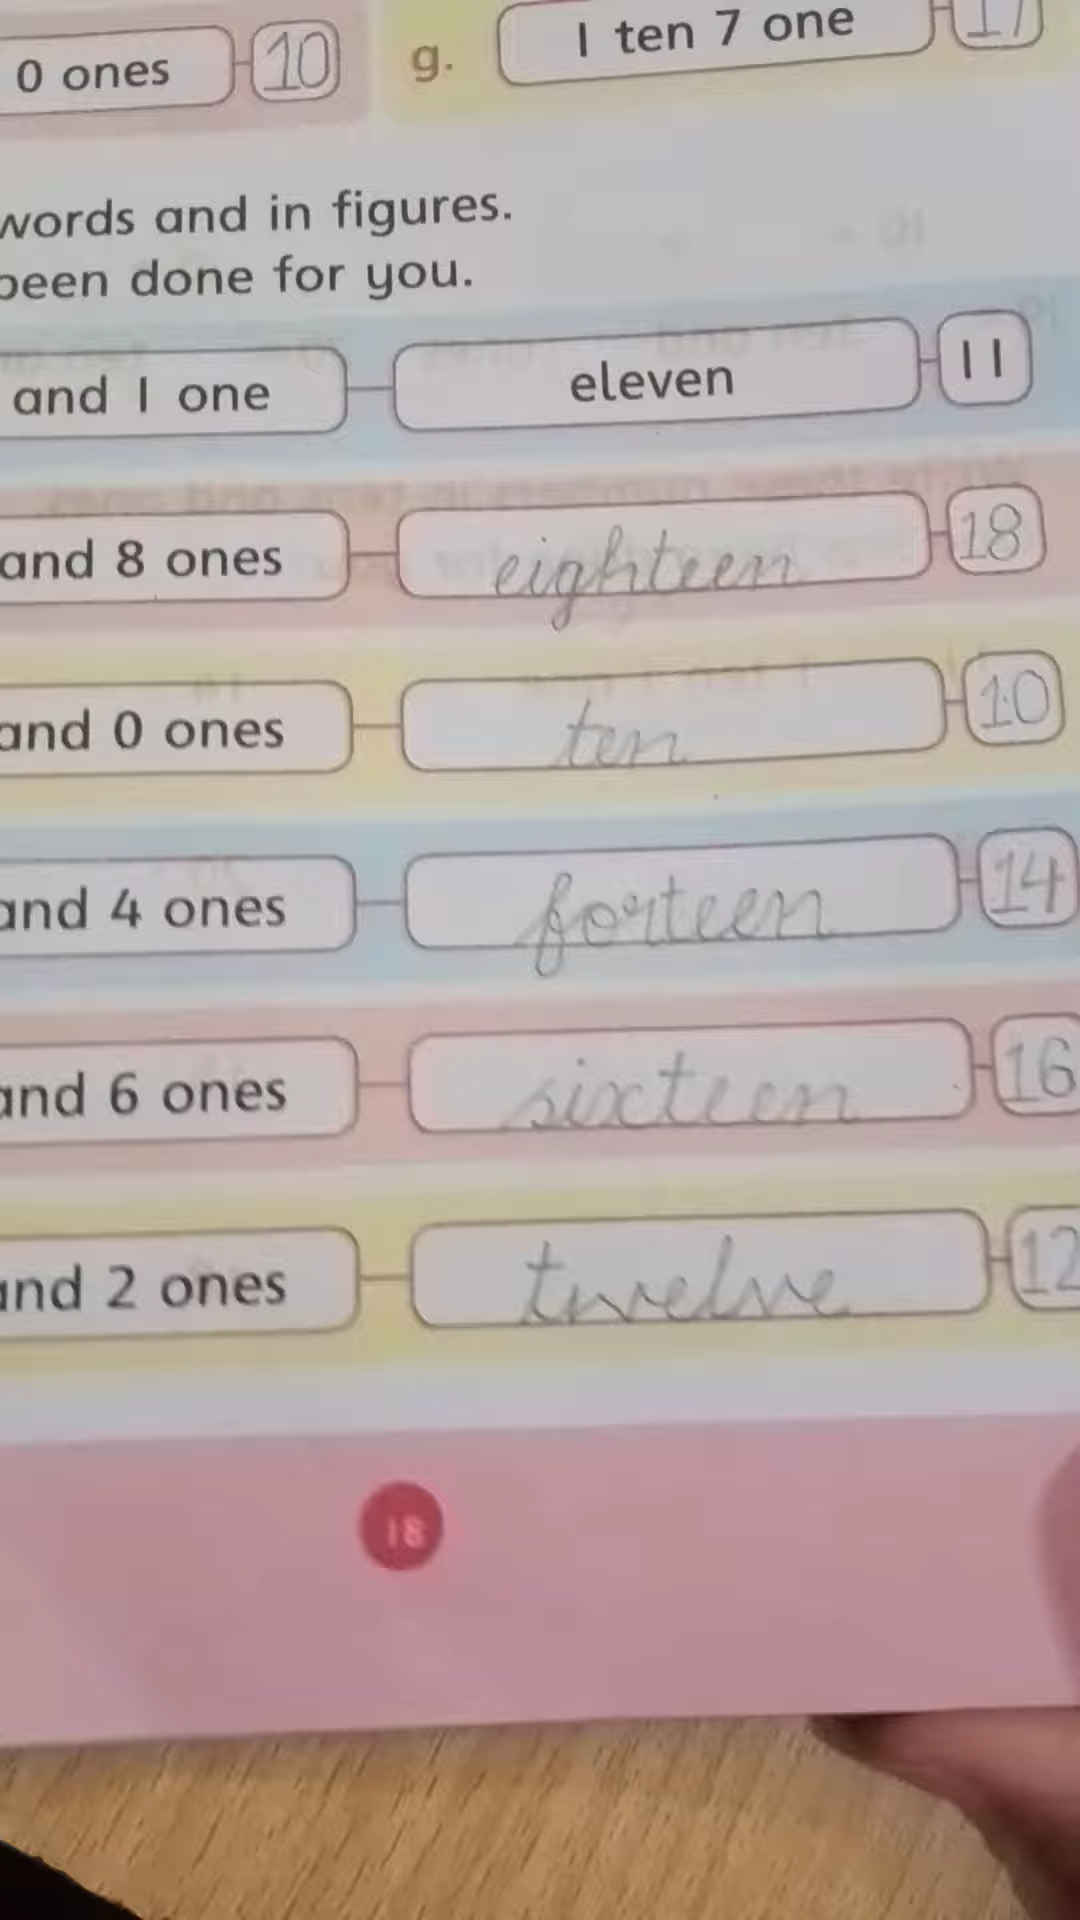 0 ones 10 g. 1 ten 7 one 17
words and in figures.
been done for you.
and 1 one eleven 11
and 8 ones eighteen 18
and 0 ones ten 10
and 4 ones forteen 14
and 6 ones sixteen 16
and 2 ones twelve 12
18